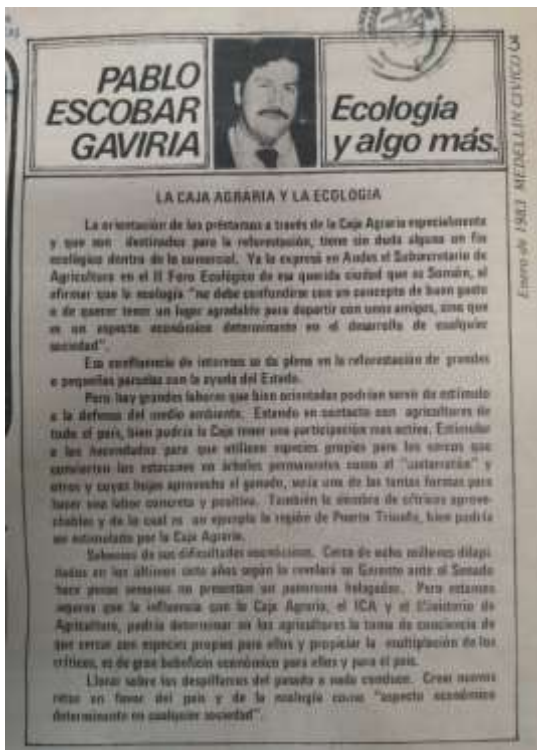 PABLO
ESCOBAR
GAVIRIA
Ecología
y algo más.
Enero de 1983 MEDELLIN CIVICO 3
LA CAJA AGRARIA Y LA ECOLOGIA
La orientación de los préstamos a través de la Caja Agraria especialmente
y que son destinados para la reforestación, tiene sin duda alguna un fin
ecológico dentro de lo comercial. Ya lo expresó en Andes el Subsecretario de
Agricultura en el II Foro Ecológico de esa querida ciudad que es Sonsón, al
afirmar que la ecología "no debe confundirse con un concepto de buen gusto
o de querer tener un lugar agradable para departir con unos amigos, sino que
es un aspecto económico determinante en el desarrollo de cualquier
sociedad".
Esa confluencia de intereses se da plena en la reforestación de grandes
o pequeñas parcelas con la ayuda del Estado.
Pero hay grandes labores que bien orientadas podrían servir de estímulo
a la defensa del medio ambiente. Estando en contacto con agricultores de
todo el país, bien podría la Caja tener una participación mas activa. Estimular
a los hacendados para que utilicen especies propias para los cercos que
convierten los estacones en árboles permanentes como el "matarratón" y
otros y cuyas hojas aprovecha el ganado, sería una de las tantas formas para
hacer una labor concreta y positiva. También la siembra de cítricos aprove-
chables y de lo cual es un ejemplo la región de Puerto Triunfo, bien podría
ser estimulada por la Caja Agraria.
Sabemos de sus dificultades económicas. Cerca de ocho millones dilapi-
dados en los últimos siete años según lo revelara su Gerente ante el Senado
hace pocas semanas no presentan un panorama halagador. Pero estamos
seguros que la influencia con la Caja Agraria, el ICA y el Ministerio de
Agricultura, podría determinar en los agricultores la toma de conciencia de
que cercar con especies propias para ellos y propiciar la multiplación de los
cítricos, es de gran beneficio económico para ellos y para el país.
Llorar sobre los despilfarros del pasado a nada conduce. Crear nuevos
retos en favor del país y de la ecología como "aspecto económico
determinante en cualquier sociedad".